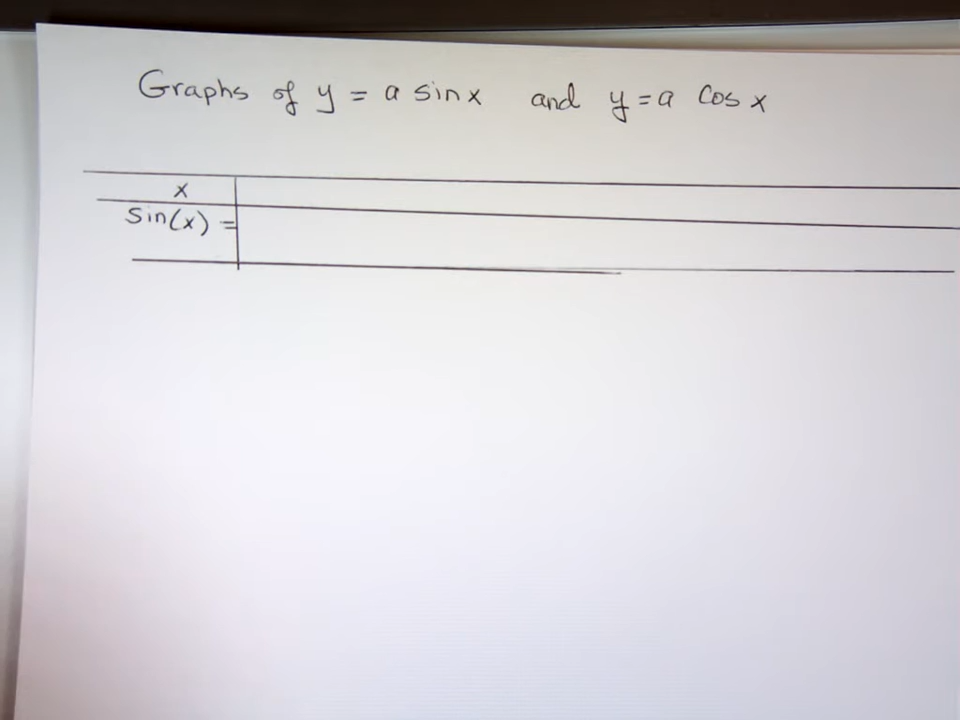 Graphs of y = a sin x and y = a cos x
x
sin(x) =